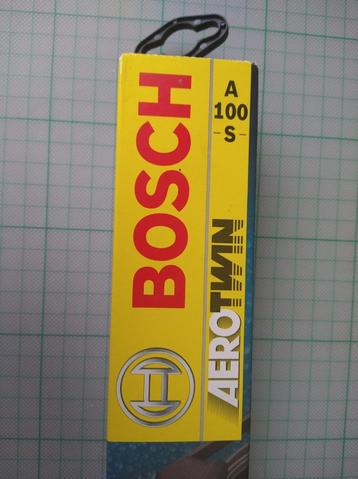 BOSCH
A
100
-S-
AEROTWIN